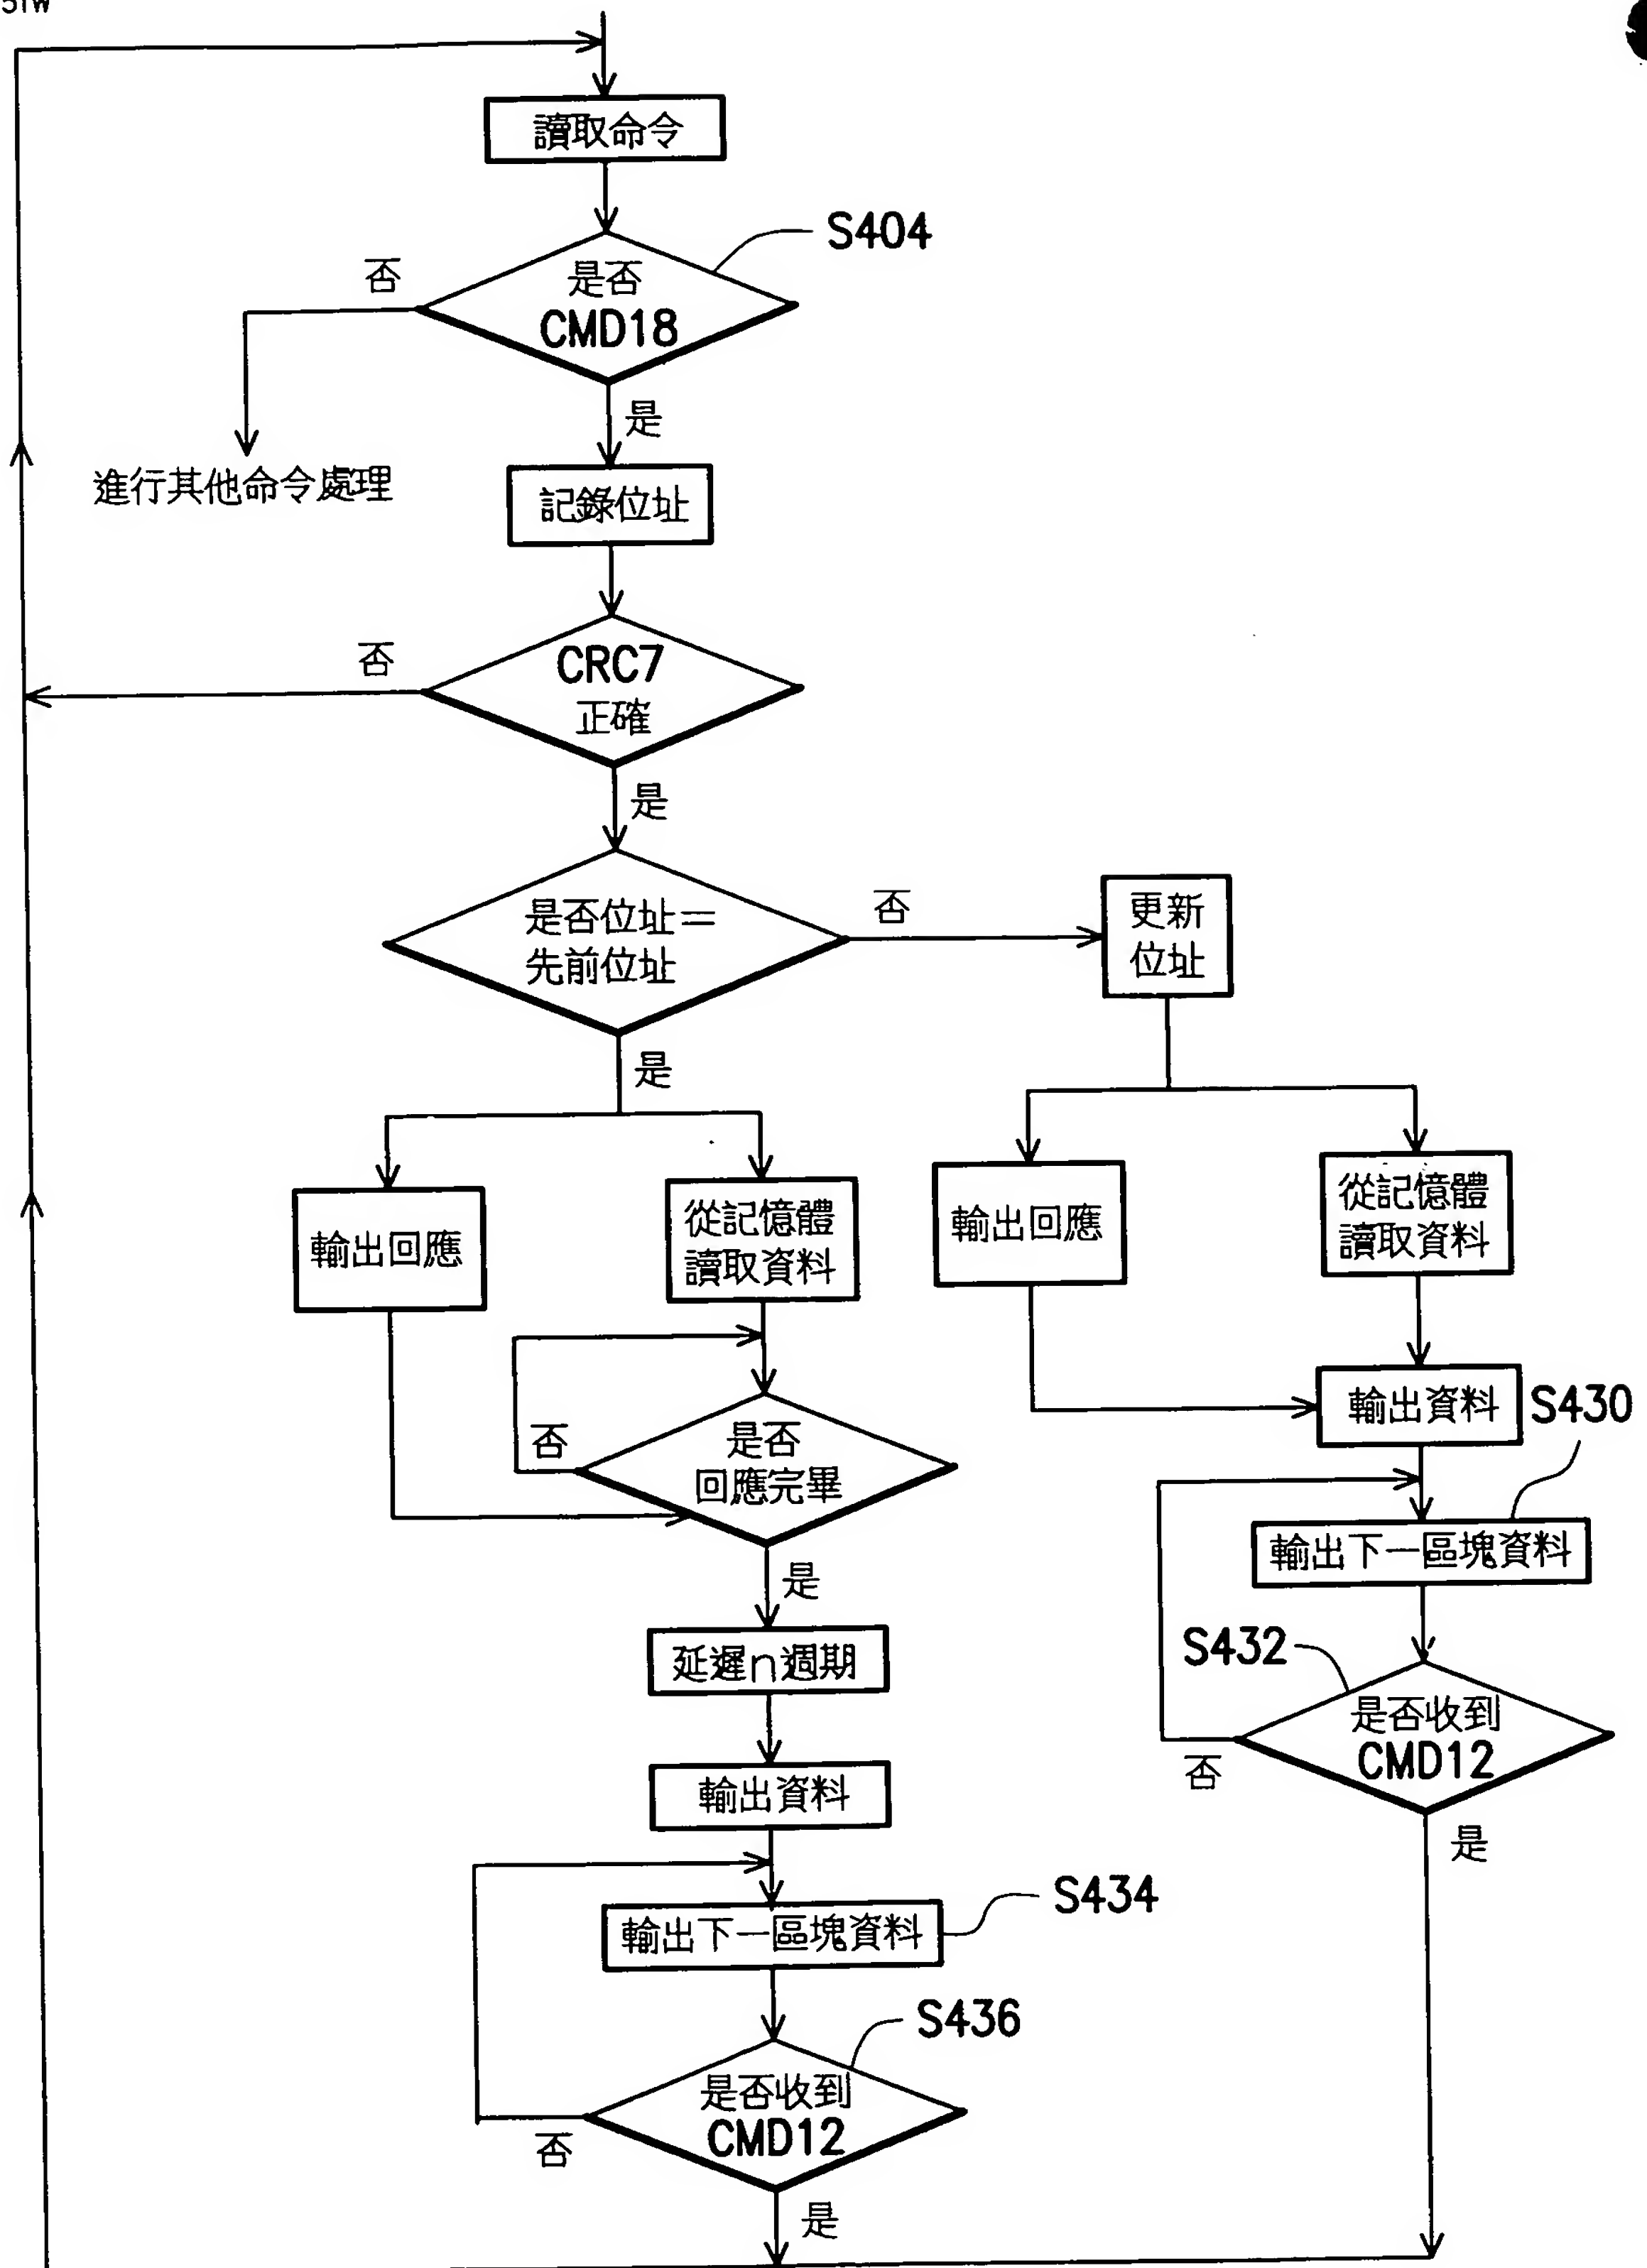 51W
讀取命令
S404
否
是否
CMD18
是
進行其他命令處理
記錄位址
否
CRC7
正確
是
是否位址=
先前位址
否
更新
位址
是
輸出回應
從記憶體
讀取資料
輸出回應
從記憶體
讀取資料
輸出資料
S430
否
是否
回應完畢
輸出下一區塊資料
是
S432
延遲n週期
是否收到
CMD12
否
輸出資料
是
S434
輸出下一區塊資料
S436
是否收到
CMD12
否
是